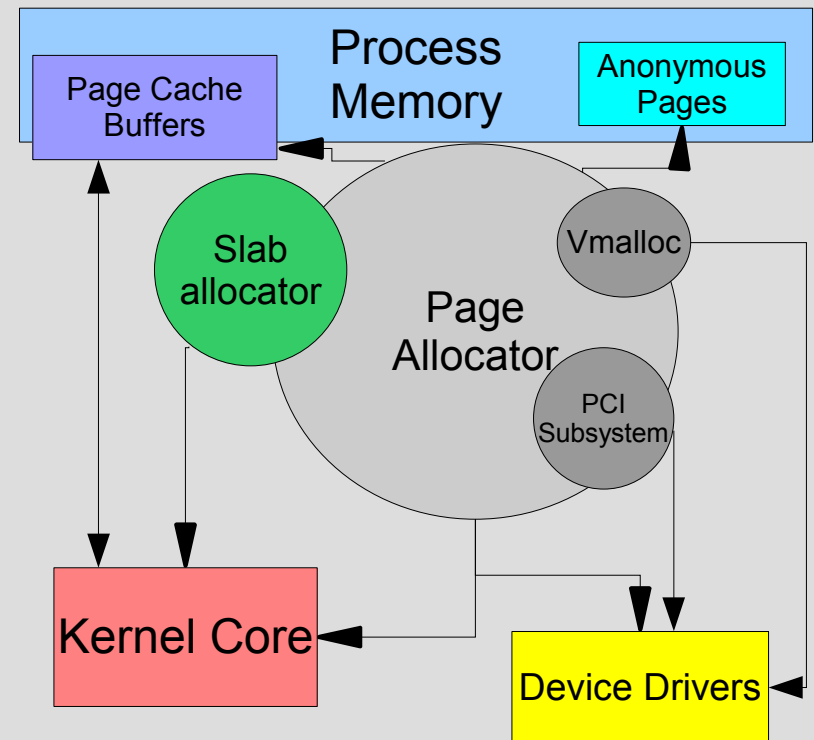 Process
Memory
Page Cache
Buffers
Anonymous
Pages
Slab
allocator
Vmalloc
Page
Allocator
PCI
Subsystem
Kernel Core
Device Drivers